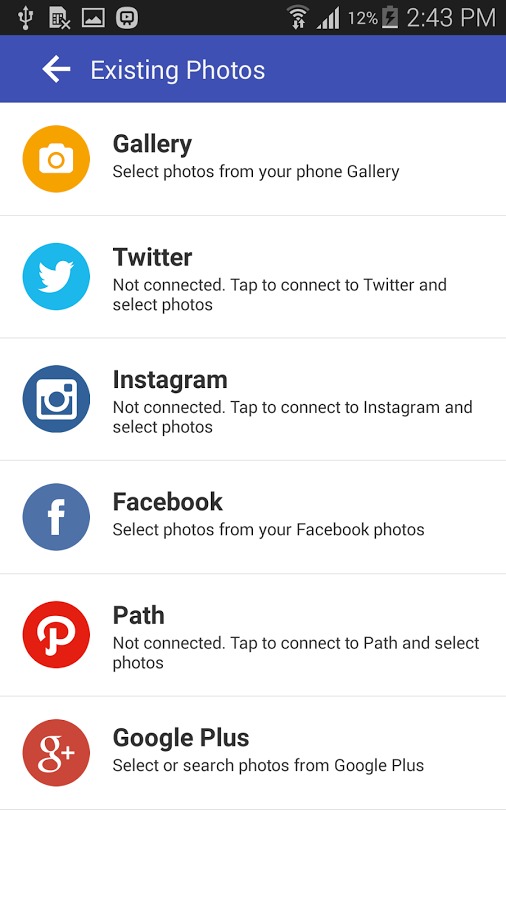 12% 2:43 PM
Existing Photos
Gallery
Select photos from your phone Gallery
Twitter
Not connected. Tap to connect to Twitter and
select photos
Instagram
Not connected. Tap to connect to Instagram and
select photos
f
Facebook
Select photos from your Facebook photos
Path
Not connected. Tap to connect to Path and select
photos
g+
Google Plus
Select or search photos from Google Plus